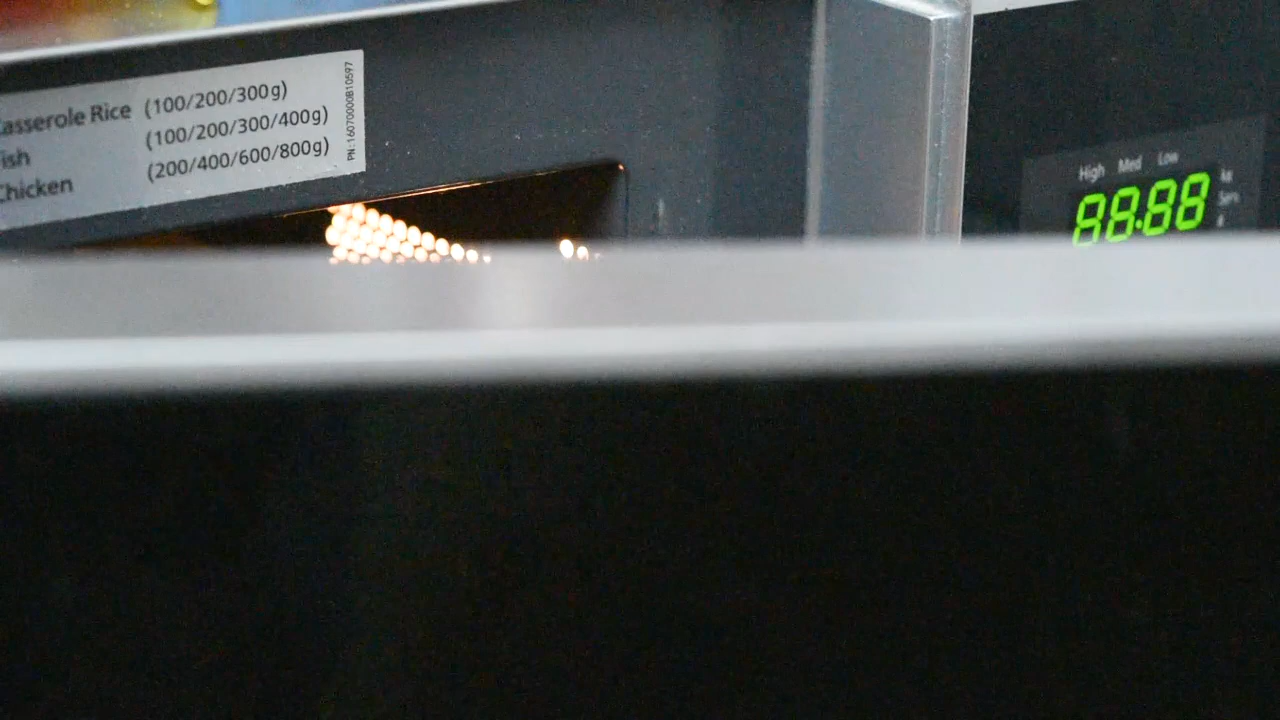 asserole Rice (100/200/300g)
ish (100/200/300/400g)
Chicken (200/400/600/800g)
PN:16070000B10597
High Med Low
88:88